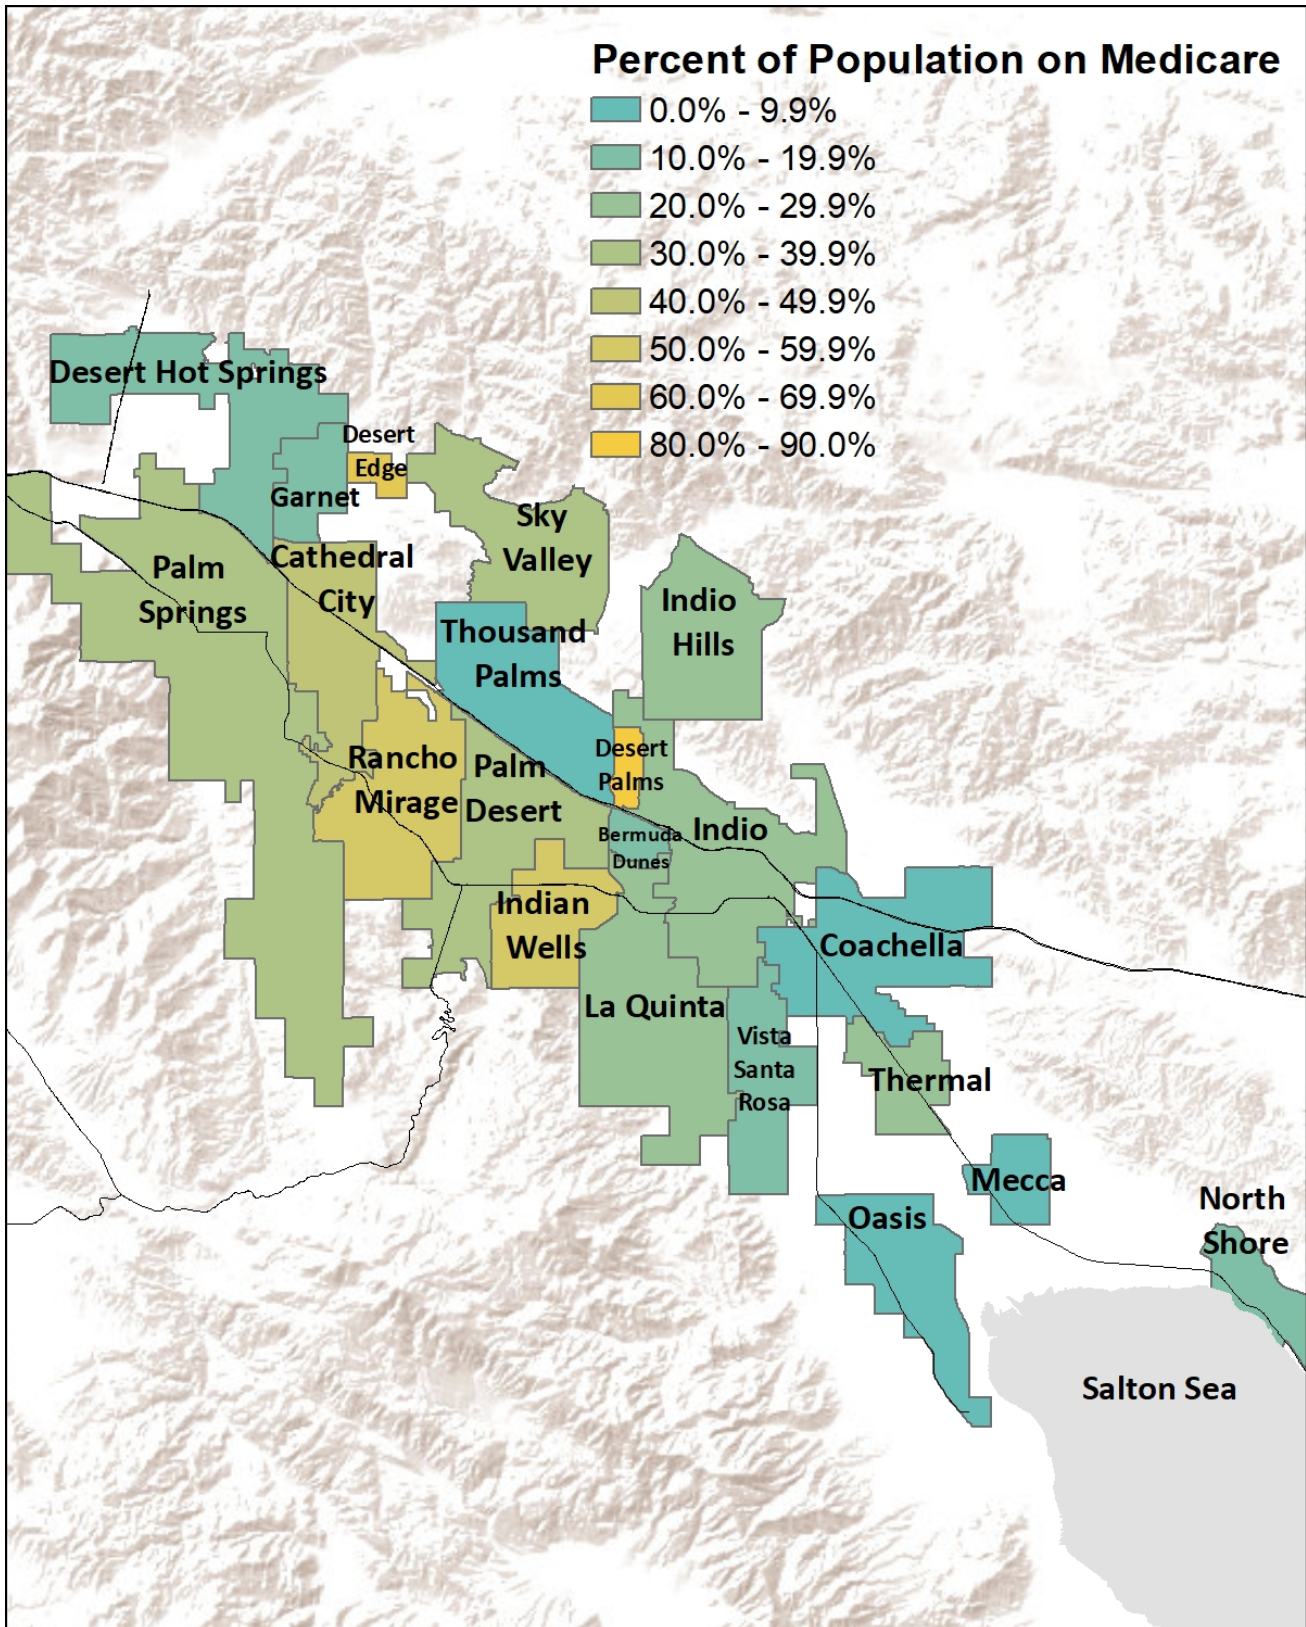 Percent of Population on Medicare
0.0% - 9.9%
10.0% - 19.9%
20.0% - 29.9%
30.0% - 39.9%
40.0% - 49.9%
50.0% - 59.9%
60.0% - 69.9%
80.0% - 90.0%
Desert Hot Springs
Desert
Edge
Garnet
Sky
Valley
Cathedral
City
Palm
Springs
Indio
Hills
Thousand
Palms
Rancho
Mirage
Palm
Desert
Desert
Palms
Bermuda
Dunes
Indio
Indian
Wells
Coachella
La Quinta
Vista
Santa
Rosa
Thermal
Mecca
Oasis
North
Shore
Salton Sea